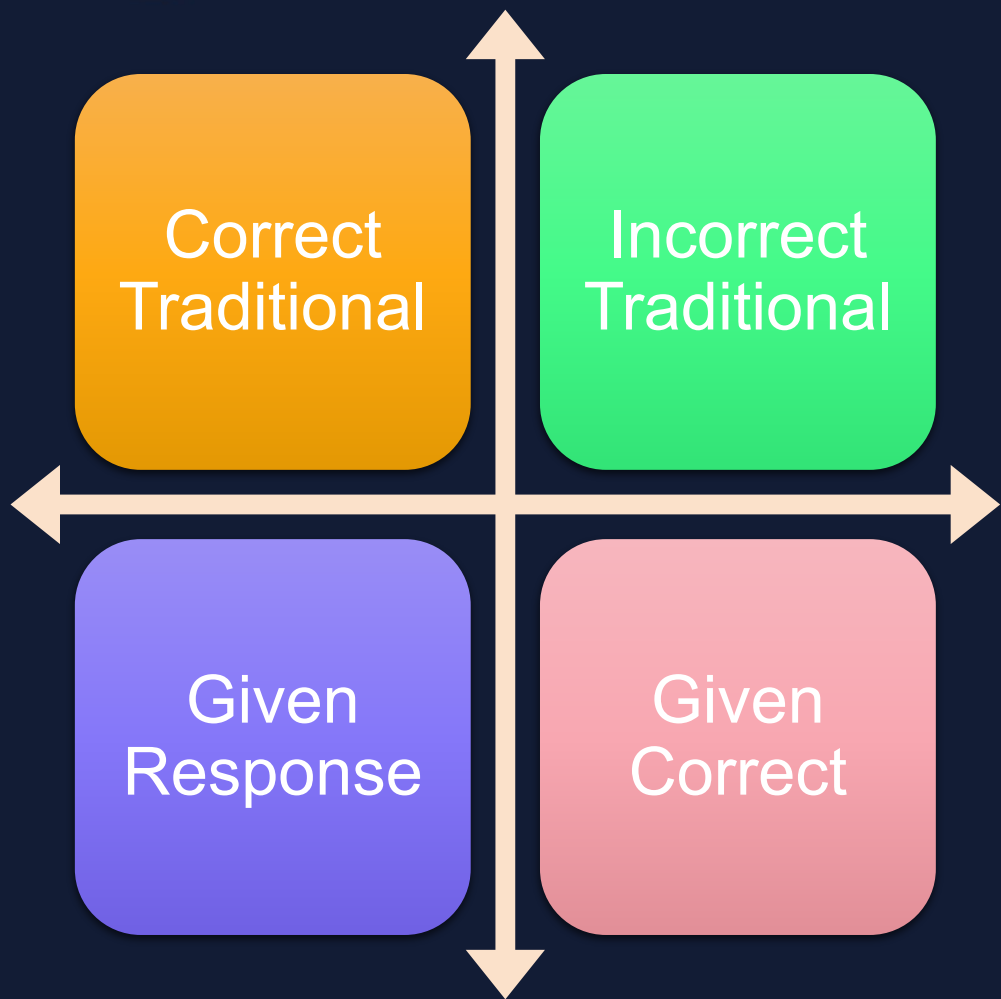 Correct
Traditional
Incorrect
Traditional
Given
Response
Given
Correct